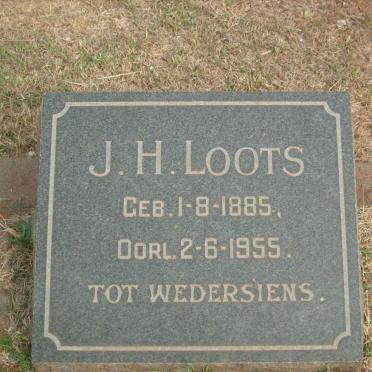 J. H. LOOTS
GEB. 1-8-1885.,
OORL. 2-6-1955.
TOT WEDERSIENS.